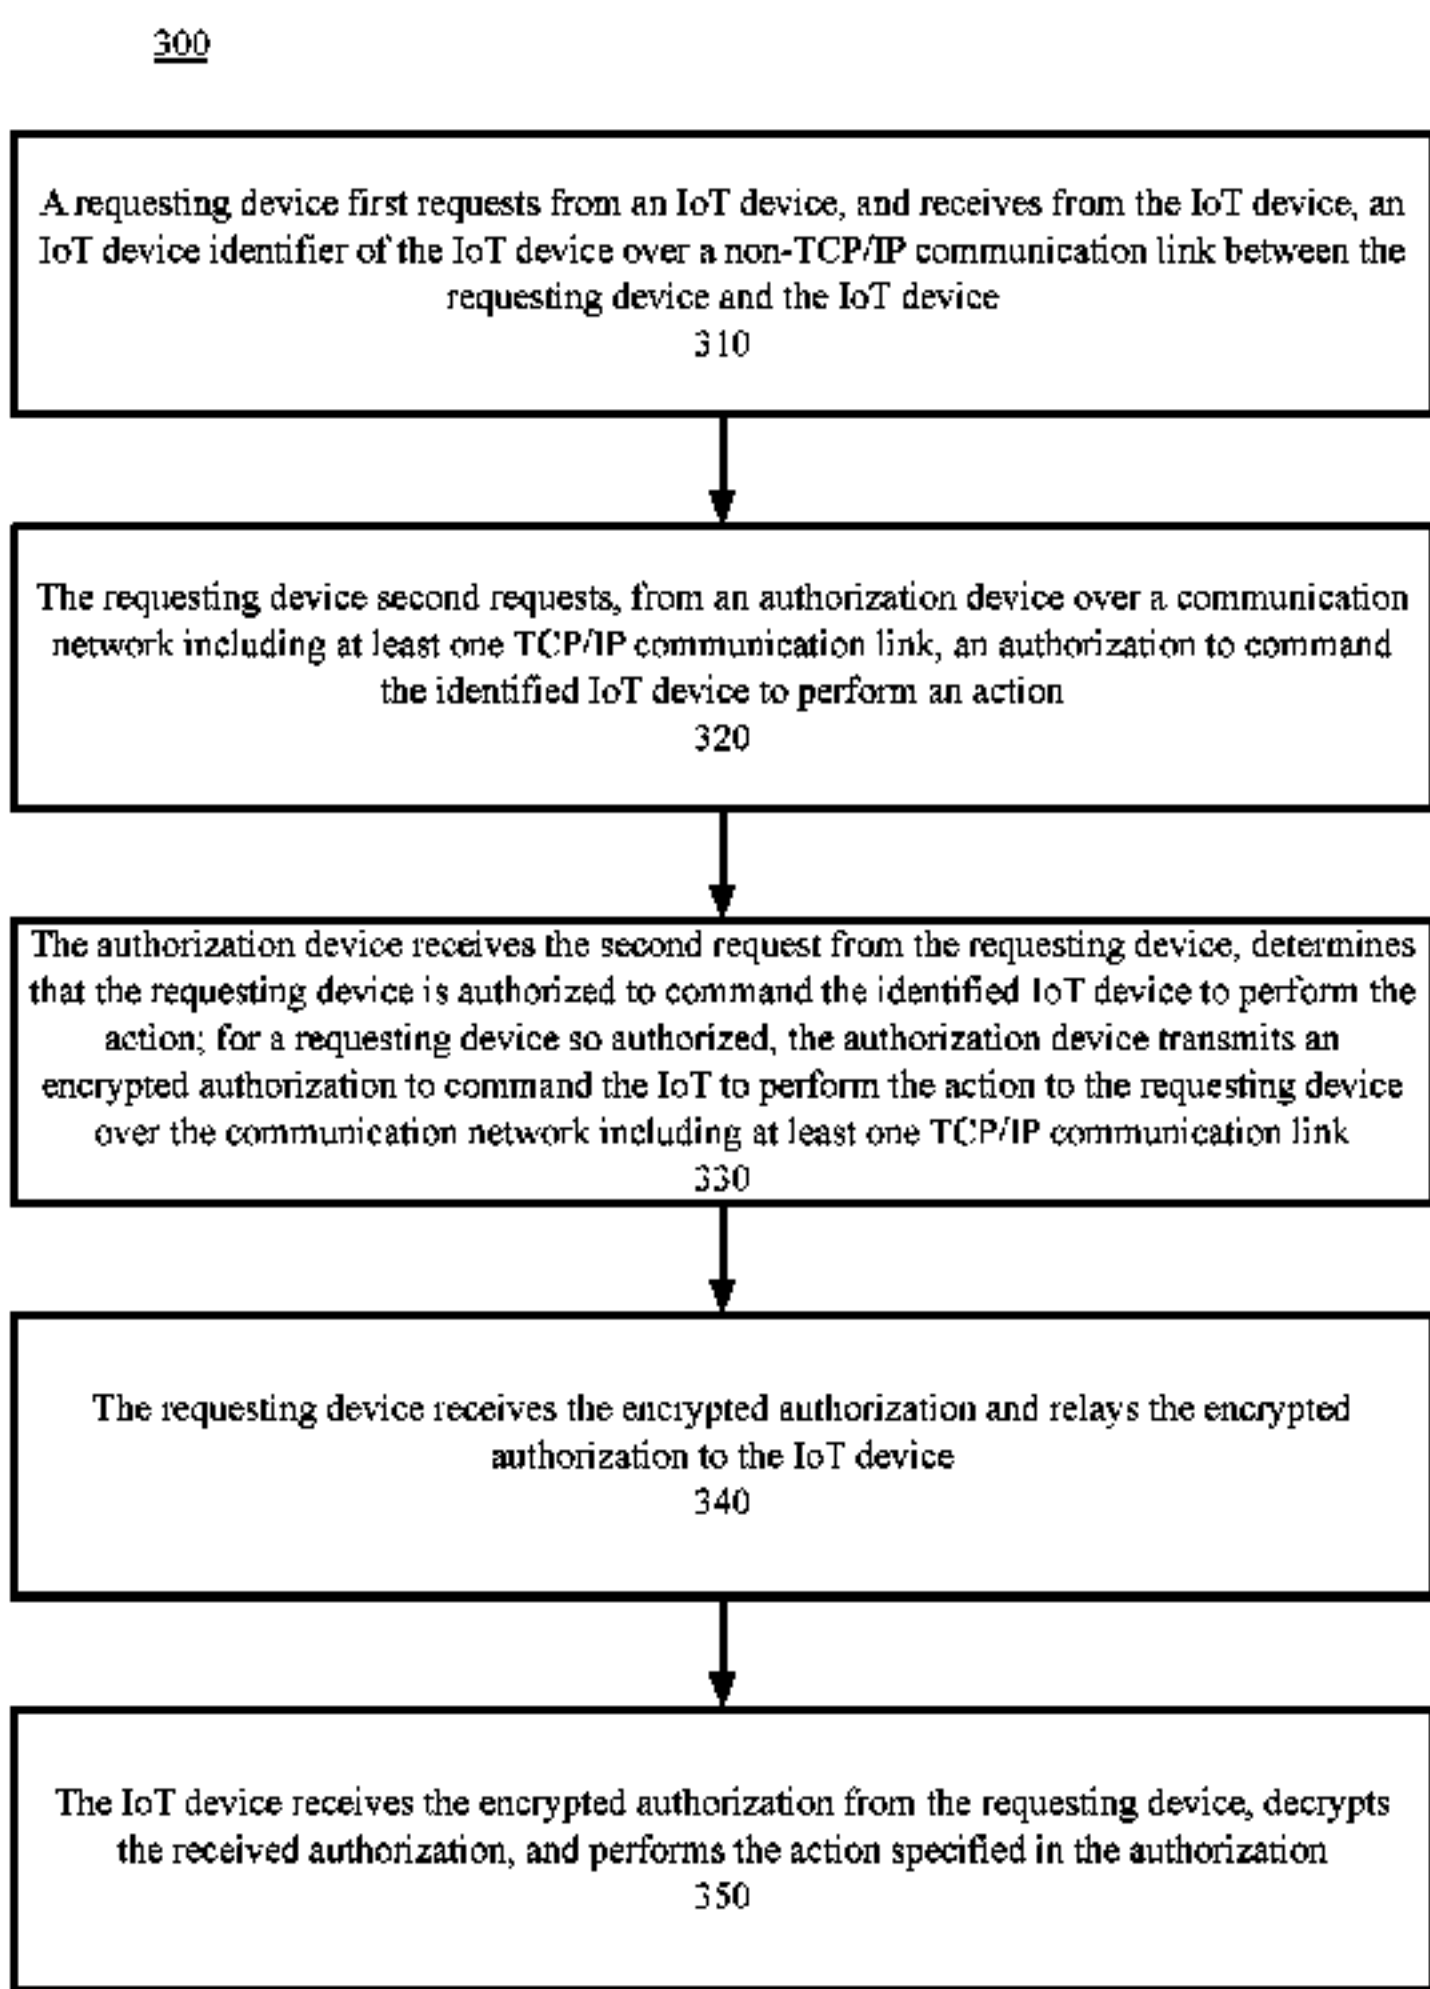 300
A requesting device first requests from an IoT device, and receives from the IoT device, an
IoT device identifier of the IoT device over a non-TCP/IP communication link between the
requesting device and the IoT device
310
The requesting device second requests, from an authorization device over a communication
network including at least one TCP/IP communication link, an authorization to command
the identified IoT device to perform an action
320
The authorization device receives the second request from the requesting device, determines
that the requesting device is authorized to command the identified IoT device to perform the
action; for a requesting device so authorized, the authorization device transmits an
encrypted authorization to command the IoT to perform the action to the requesting device
over the communication network including at least one TCP/IP communication link
330
The requesting device receives the encrypted authorization and relays the encrypted
authorization to the IoT device
340
The IoT device receives the encrypted authorization from the requesting device, decrypts
the received authorization, and performs the action specified in the authorization
350